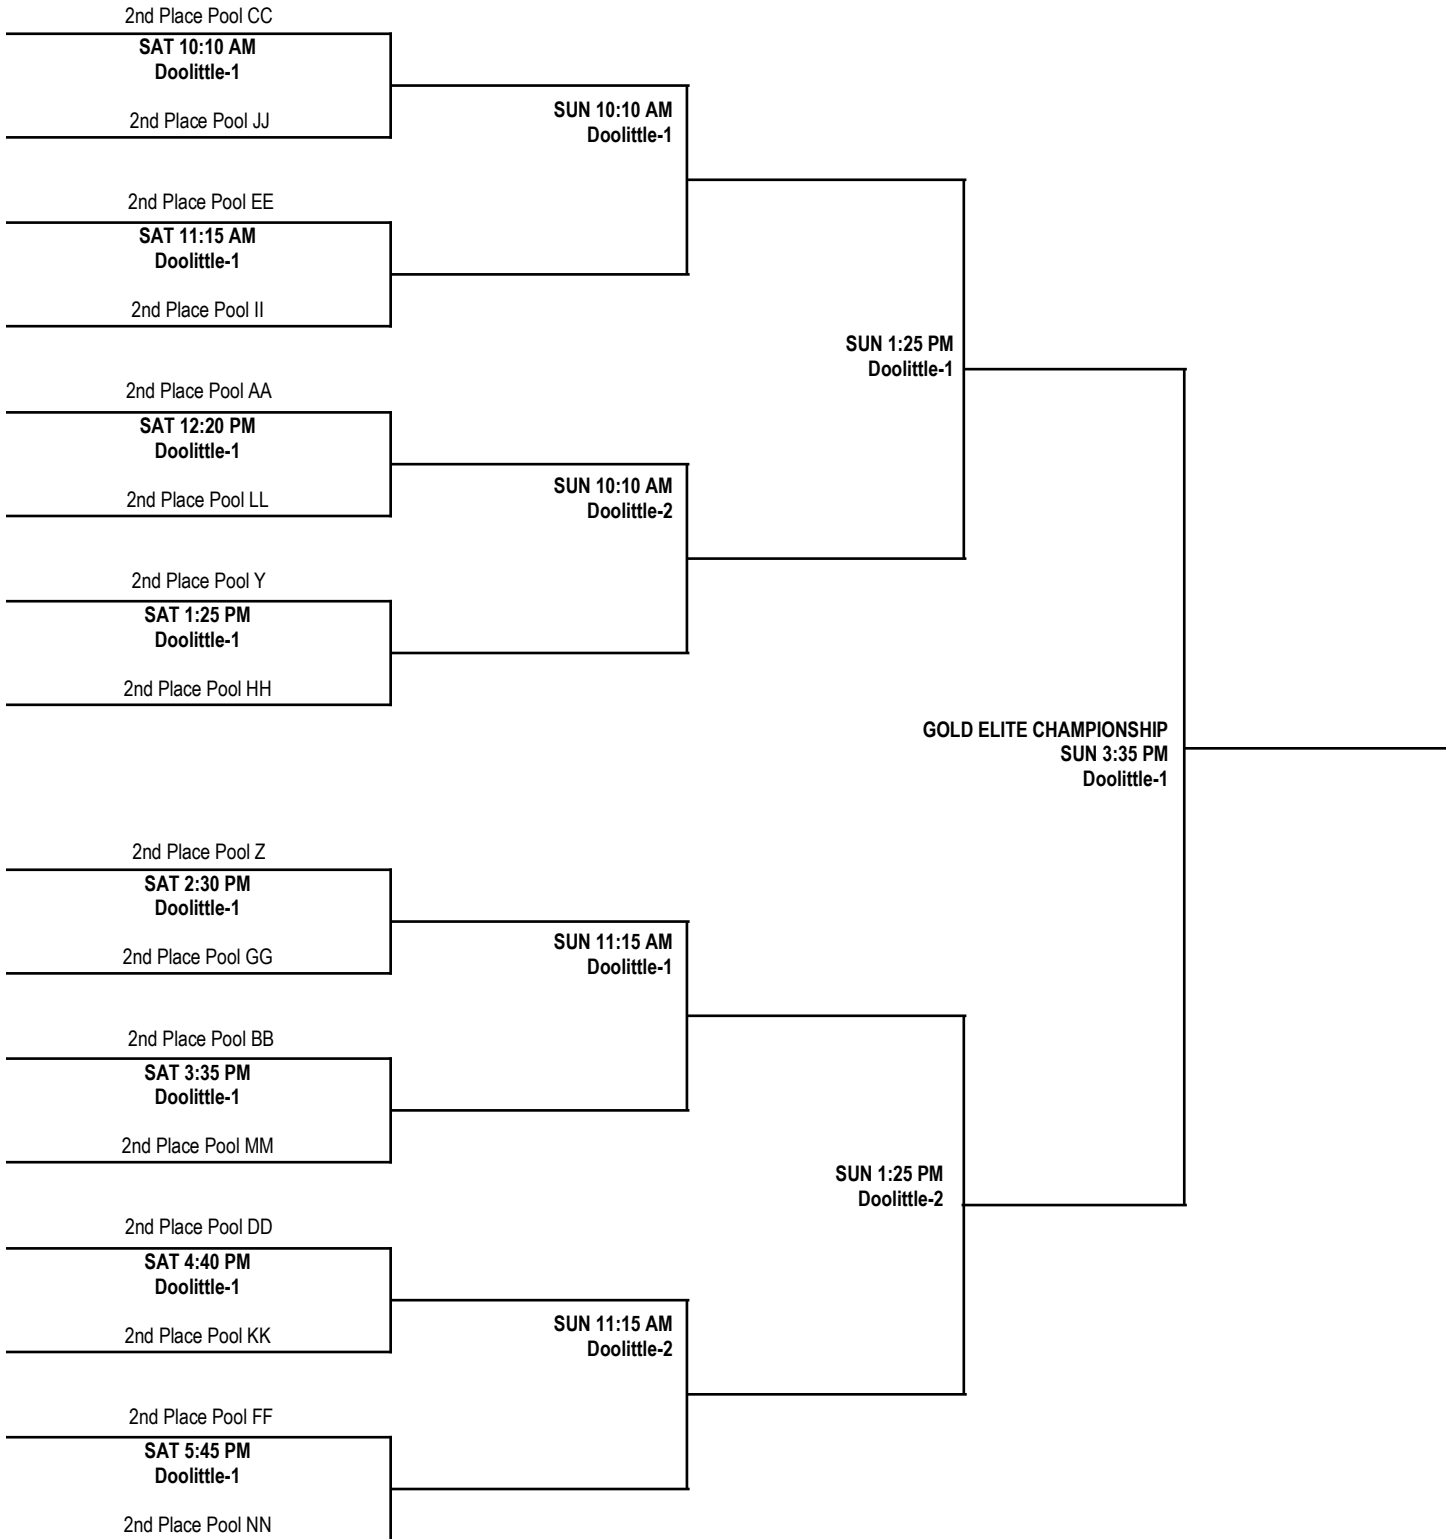 2nd Place Pool CC
SAT 10:10 AM
Doolittle-1
2nd Place Pool JJ
SUN 10:10 AM
Doolittle-1
2nd Place Pool EE
SAT 11:15 AM
Doolittle-1
2nd Place Pool II
SUN 1:25 PM
Doolittle-1
2nd Place Pool AA
SAT 12:20 PM
Doolittle-1
2nd Place Pool LL
SUN 10:10 AM
Doolittle-2
2nd Place Pool Y
SAT 1:25 PM
Doolittle-1
2nd Place Pool HH
GOLD ELITE CHAMPIONSHIP
SUN 3:35 PM
Doolittle-1
2nd Place Pool Z
SAT 2:30 PM
Doolittle-1
2nd Place Pool GG
SUN 11:15 AM
Doolittle-1
2nd Place Pool BB
SAT 3:35 PM
Doolittle-1
2nd Place Pool MM
SUN 1:25 PM
Doolittle-2
2nd Place Pool DD
SAT 4:40 PM
Doolittle-1
2nd Place Pool KK
SUN 11:15 AM
Doolittle-2
2nd Place Pool FF
SAT 5:45 PM
Doolittle-1
2nd Place Pool NN